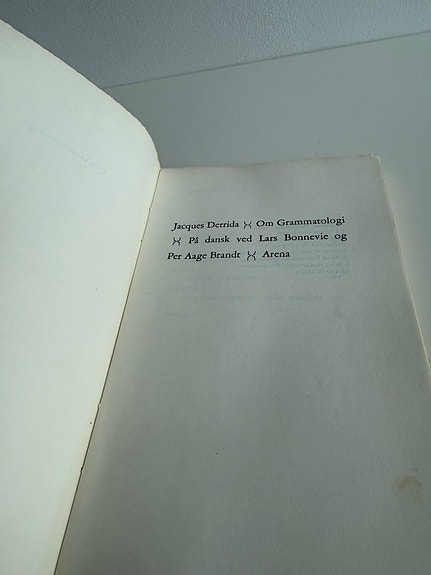 Jacques Derrida )( Om Grammatologi
)( På dansk ved Lars Bonnevie og
Per Aage Brandt )( Arena